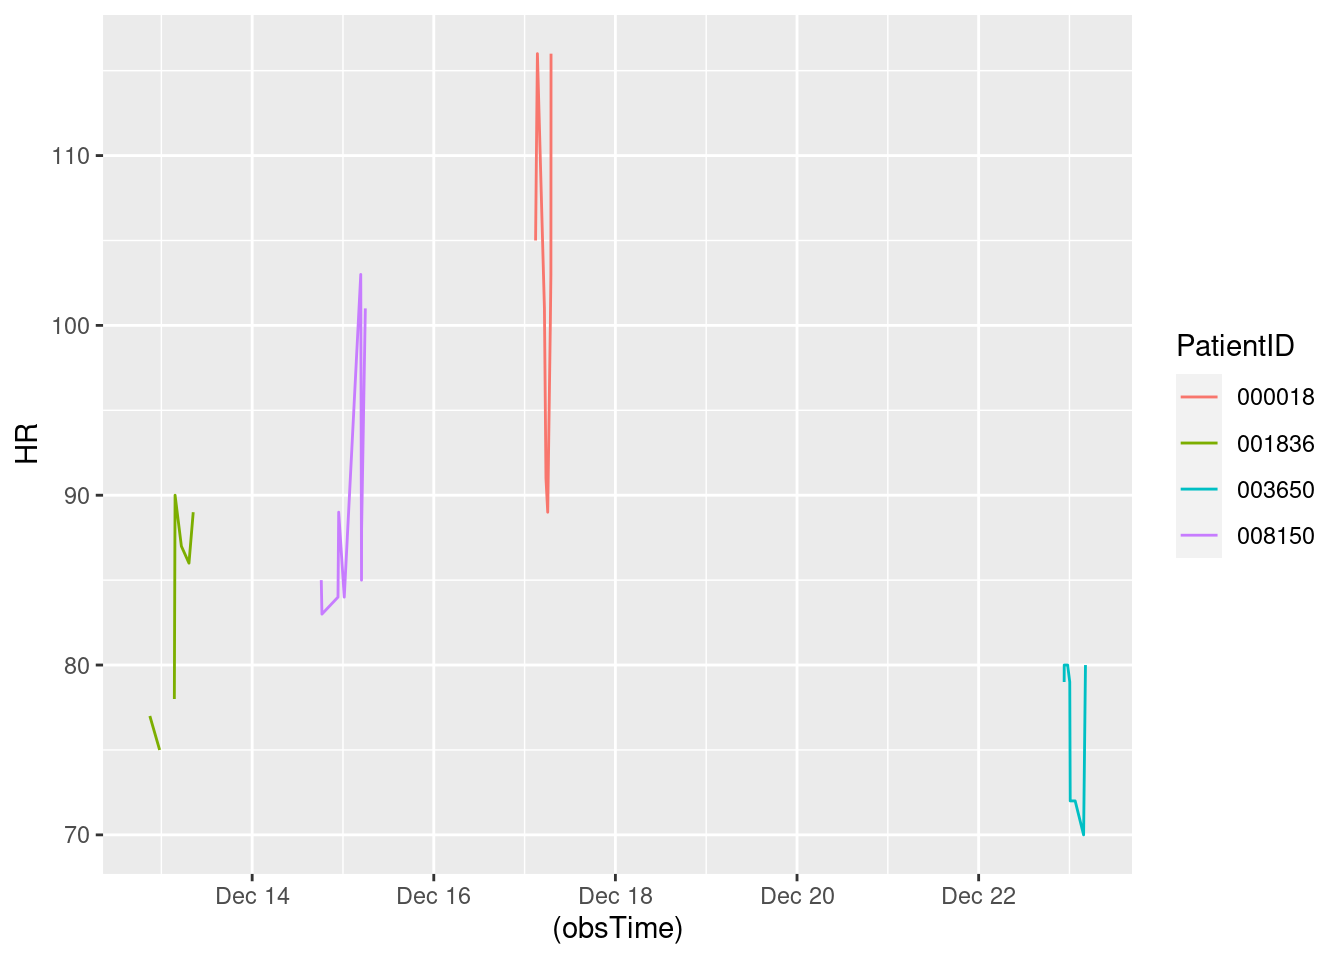 110
100
90
80
70
HR
Dec 14
Dec 16
Dec 18
Dec 20
Dec 22
(obsTime)
PatientID
000018
001836
003650
008150